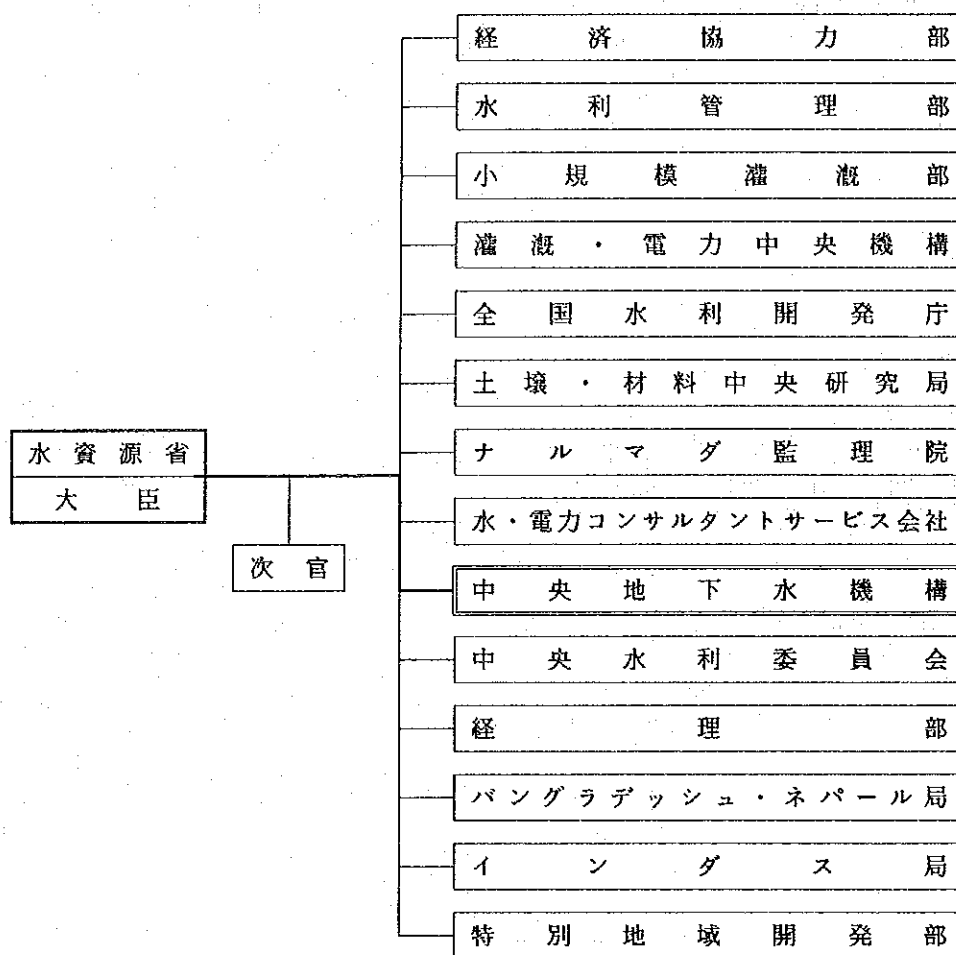 経済協力部
水利管理部
小規模灌漑部
灌漑・電力中央機構
全国水利開発庁
土壌・材料中央研究局
ナルマダ監理院
水・電力コンサルタントサービス会社
中央地下水機構
中央水利委員会
経理部
バングラデッシュ・ネパール局
インダス局
特別地域開発部
水資源省
大臣
次官